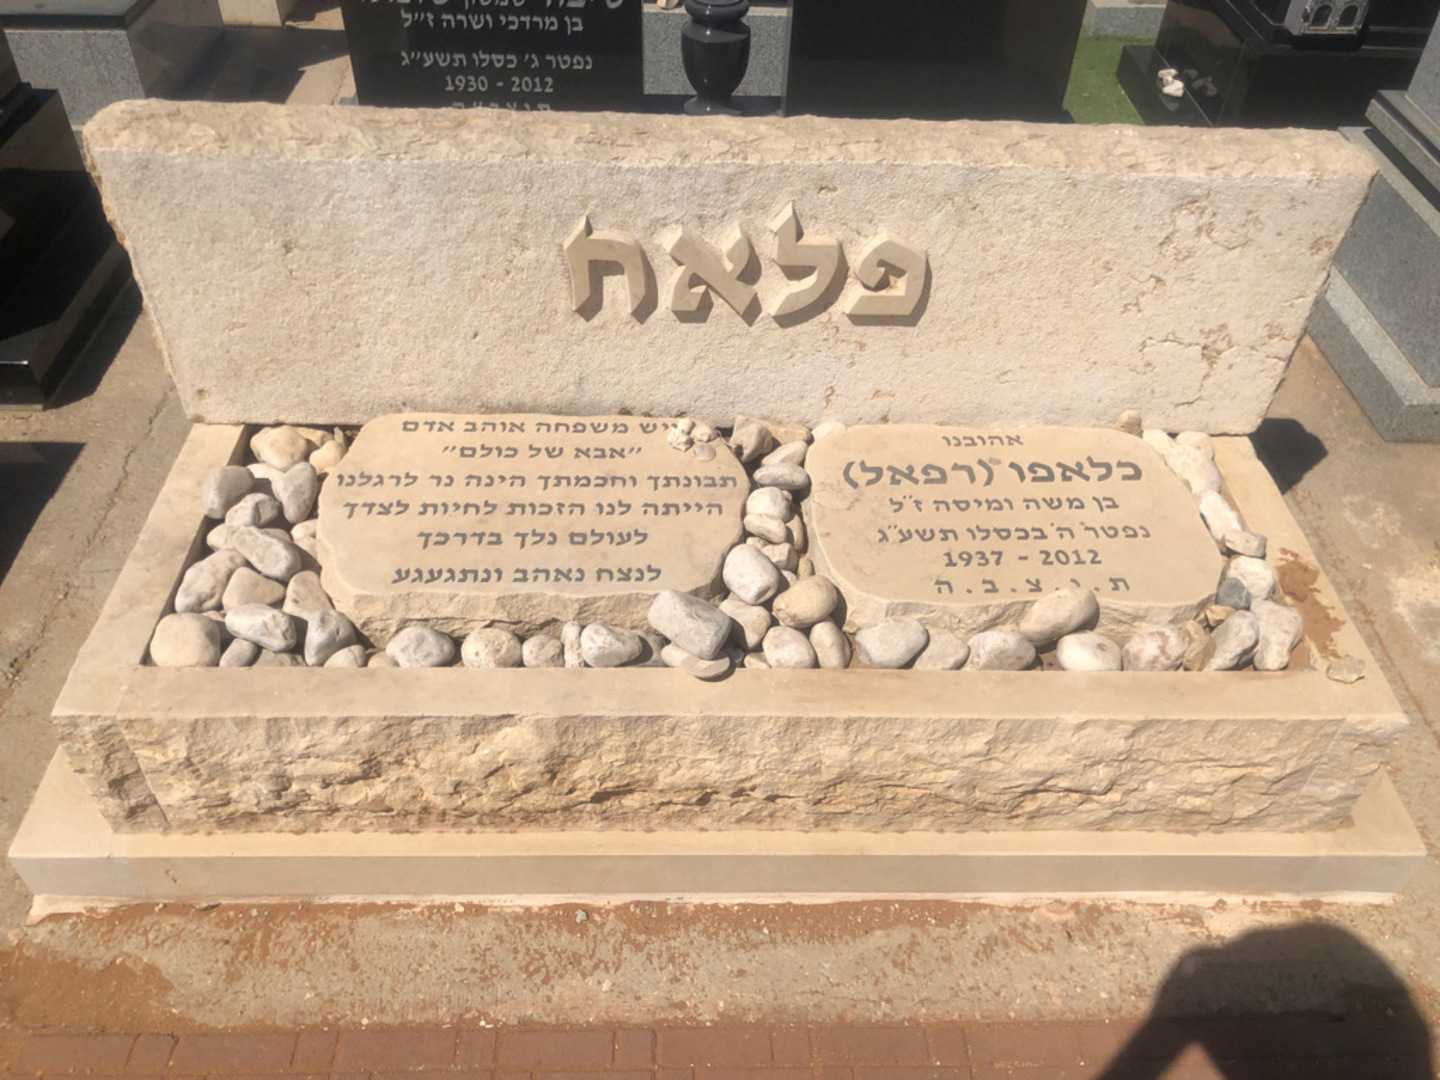 בן מרדכי ושרה ז״ל
נפטר ג׳ כסלו תשע״ג
1930 - 2012
ת נ צ ב ה
פלאח
אהובנו
כלאפו (רפאל)
בן משה ומיסה ז״ל
נפטר ה׳ בכסלו תשע״ג
1937 - 2012
ת.נ.צ.ב.ה
איש משפחה אוהב אדם
״אבא של כולם״
תבונתך וחכמתך הינה נר לרגלנו
הייתה לנו הזכות לחיות לצדך
לעולם נלך בדרכך
לנצח נאהב ונתגעגע